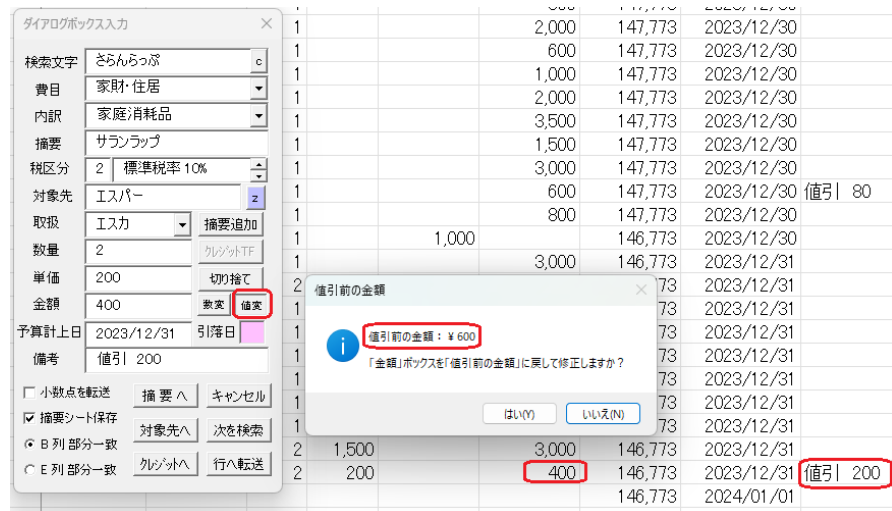 ダイアログボックス入力
検索文字 さらんらっぷ c
費目 家財・住居
内訳 家庭消耗品
摘要 サランラップ
税区分 2 標準税率10%
対象先 エスパー z
取扱 エスカ 摘要追加
数量 2 クレジットTF
単価 200 切り捨て
金額 400 数変 値変
予算計上日 2023/12/31 引落日
備考 値引 200
小数点を転送 摘要へ キャンセル
摘要シート保存
対象先へ 次を検索
B列部分一致
E列部分一致 クレジットへ 行へ転送
1 2,000 147,773 2023/12/30
1 600 147,773 2023/12/30
1 1,000 147,773 2023/12/30
1 2,000 147,773 2023/12/30
1 3,500 147,773 2023/12/30
1 1,500 147,773 2023/12/30
1 3,000 147,773 2023/12/30
1 600 147,773 2023/12/30 値引 80
1 800 147,773 2023/12/30
1 1,000 146,773 2023/12/30
1 3,000 146,773 2023/12/31
2 73 2023/12/31
1 73 2023/12/31
1 73 2023/12/31
1 73 2023/12/31
1 73 2023/12/31
1 73 2023/12/31
1 146,773 2023/12/31
2 1,500 3,000 146,773 2023/12/31
2 200 400 146,773 2023/12/31 値引 200
146,773 2024/01/01
値引前の金額
値引前の金額：¥600
「金額」ボックスを「値引前の金額」に戻して修正しますか？
はい(Y) いいえ(N)